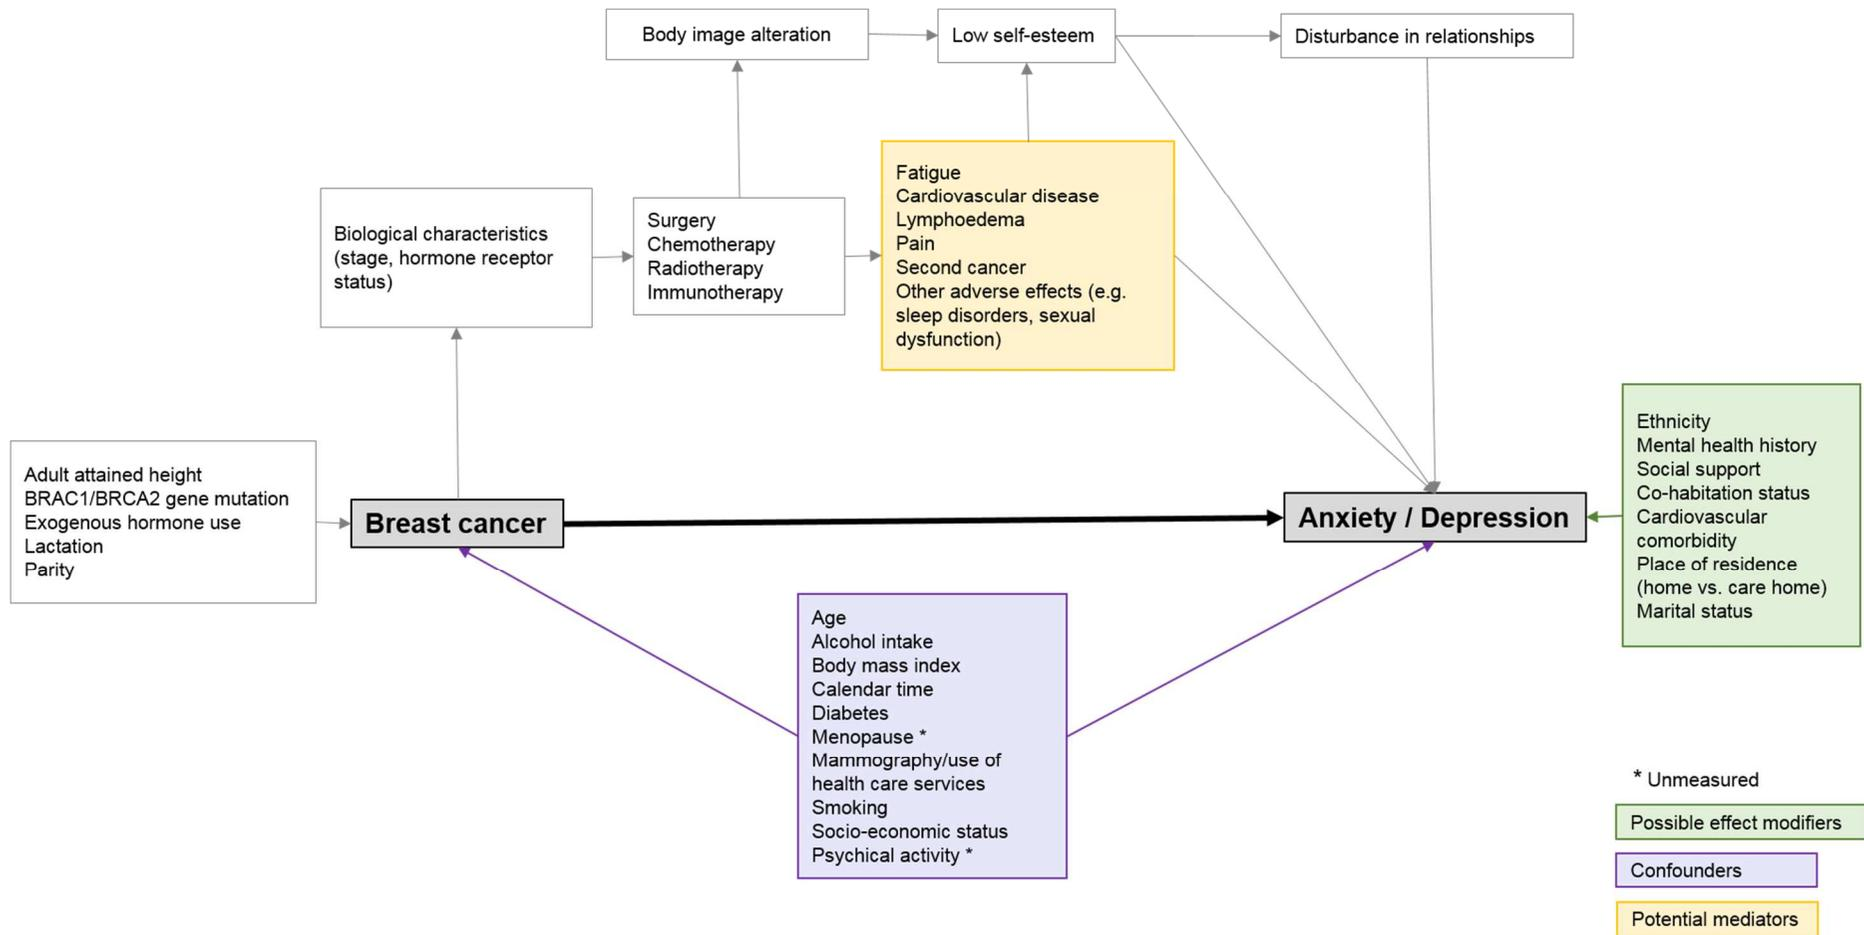 Body image alteration
Low self-esteem
Disturbance in relationships
Fatigue
Cardiovascular disease
Lymphoedema
Pain
Second cancer
Other adverse effects (e.g.
sleep disorders, sexual
dysfunction)
Biological characteristics
(stage, hormone receptor
status)
Surgery
Chemotherapy
Radiotherapy
Immunotherapy
Adult attained height
BRAC1/BRCA2 gene mutation
Exogenous hormone use
Lactation
Parity
Breast cancer
Anxiety / Depression
Ethnicity
Mental health history
Social support
Co-habitation status
Cardiovascular
comorbidity
Place of residence
(home vs. care home)
Marital status
Age
Alcohol intake
Body mass index
Calendar time
Diabetes
Menopause *
Mammography/use of
health care services
Smoking
Socio-economic status
Psychical activity *
* Unmeasured
Possible effect modifiers
Confounders
Potential mediators